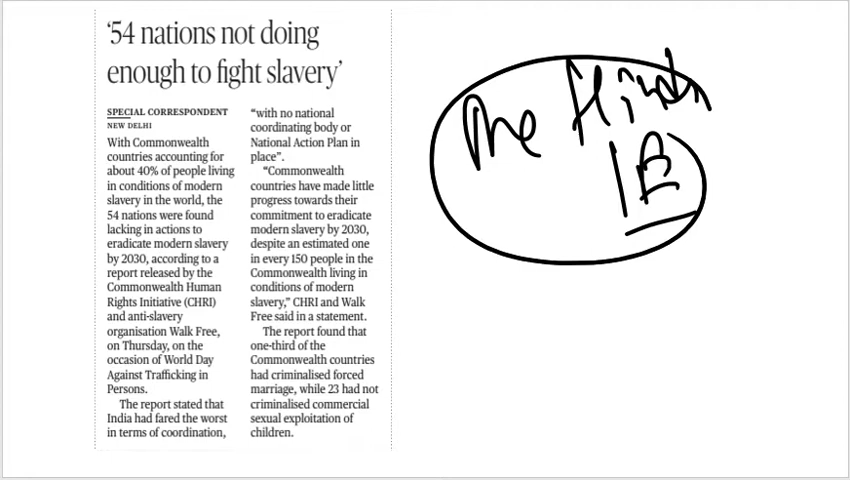 ‘54 nations not doing
enough to fight slavery’
SPECIAL CORRESPONDENT
NEW DELHI
With Commonwealth
countries accounting for
about 40% of people living
in conditions of modern
slavery in the world, the
54 nations were found
lacking in actions to
eradicate modern slavery
by 2030, according to a
report released by the
Commonwealth Human
Rights Initiative (CHRI)
and anti-slavery
organisation Walk Free,
on Thursday, on the
occasion of World Day
Against Trafficking in
Persons.
The report stated that
India had fared the worst
in terms of coordination,
“with no national
coordinating body or
National Action Plan in
place”.
“Commonwealth
countries have made little
progress towards their
commitment to eradicate
modern slavery by 2030,
despite an estimated one
in every 150 people in the
Commonwealth living in
conditions of modern
slavery,” CHRI and Walk
Free said in a statement.
The report found that
one-third of the
Commonwealth countries
had criminalised forced
marriage, while 23 had not
criminalised commercial
sexual exploitation of
children.
The Hindu
IE